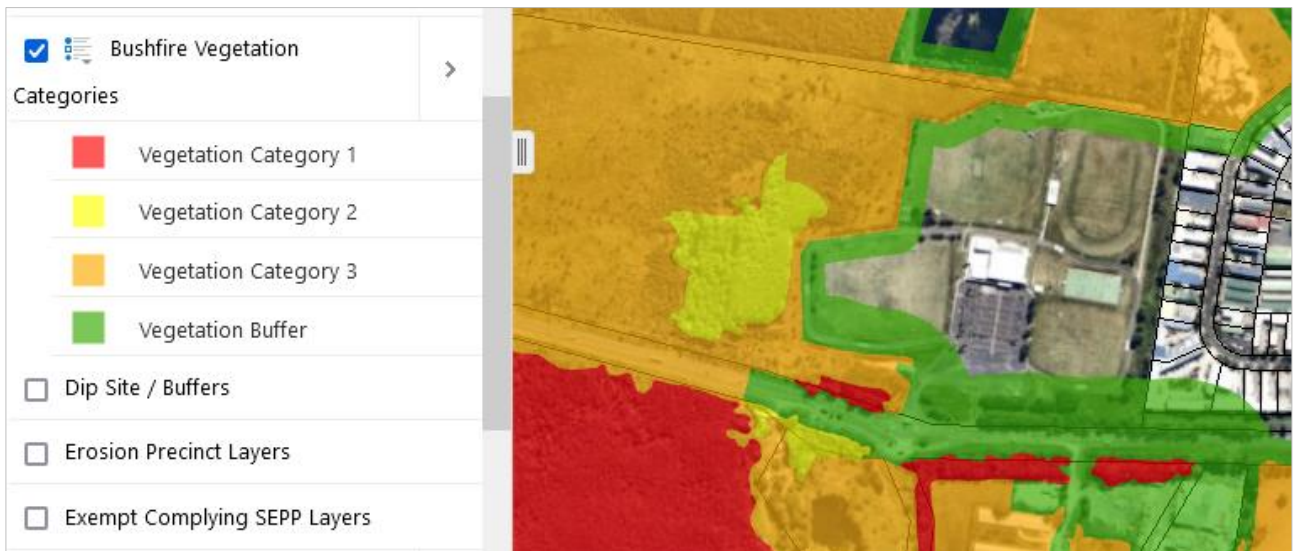 Bushfire Vegetation
Categories
Vegetation Category 1
Vegetation Category 2
Vegetation Category 3
Vegetation Buffer
Dip Site / Buffers
Erosion Precinct Layers
Exempt Complying SEPP Layers